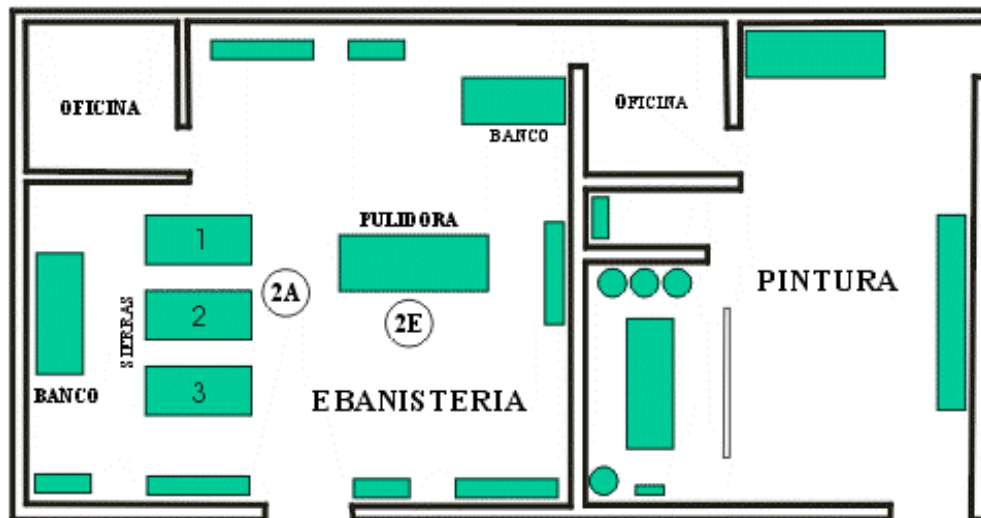 OFICINA
OFICINA
BANCO
PULIDORA
1
2A
PINTURA
SIERRAS
2
2E
3
BANCO
EBANISTERIA